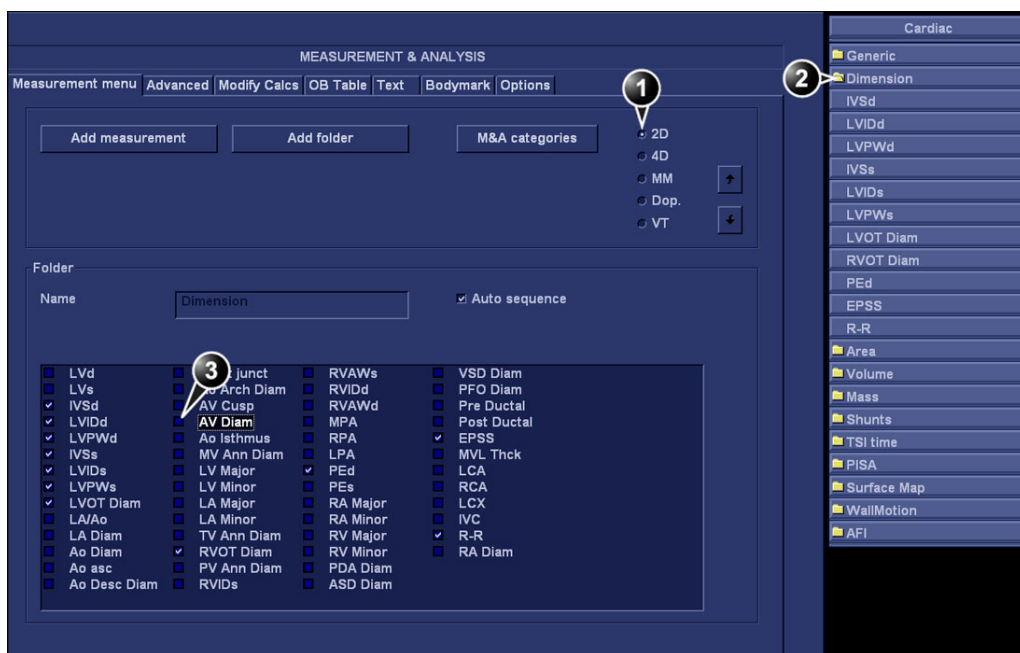 MEASUREMENT & ANALYSIS
Measurement menu Advanced Modify Calcs OB Table Text Bodymark Options
1
Add measurement Add folder M&A categories
2D
4D
MM
Dop.
VT
Folder
Name Dimension Auto sequence
3
LVd junct RVAWs VSD Diam
LVs Arch Diam RVIDd PFO Diam
IVSd AV Cusp RVAWd Pre Ductal
LVIDd AV Diam MPA Post Ductal
LVPWd Ao Isthmus RPA EPSS
IVSs MV Ann Diam LPA MVL Thck
LVIDs LV Major PEd LCA
LVPWs LV Minor PEs RCA
LVOT Diam LA Major RA Major LCX
LA/Ao LA Minor RA Minor IVC
LA Diam TV Ann Diam RV Major R-R
Ao Diam RVOT Diam RV Minor RA Diam
Ao asc PV Ann Diam PDA Diam
Ao Desc Diam RVIDs ASD Diam
Cardiac
Generic
2
Dimension
IVSd
LVIDd
LVPWd
IVSs
LVIDs
LVPWs
LVOT Diam
RVOT Diam
PEd
EPSS
R-R
Area
Volume
Mass
Shunts
TSI time
PISA
Surface Map
WallMotion
AFI